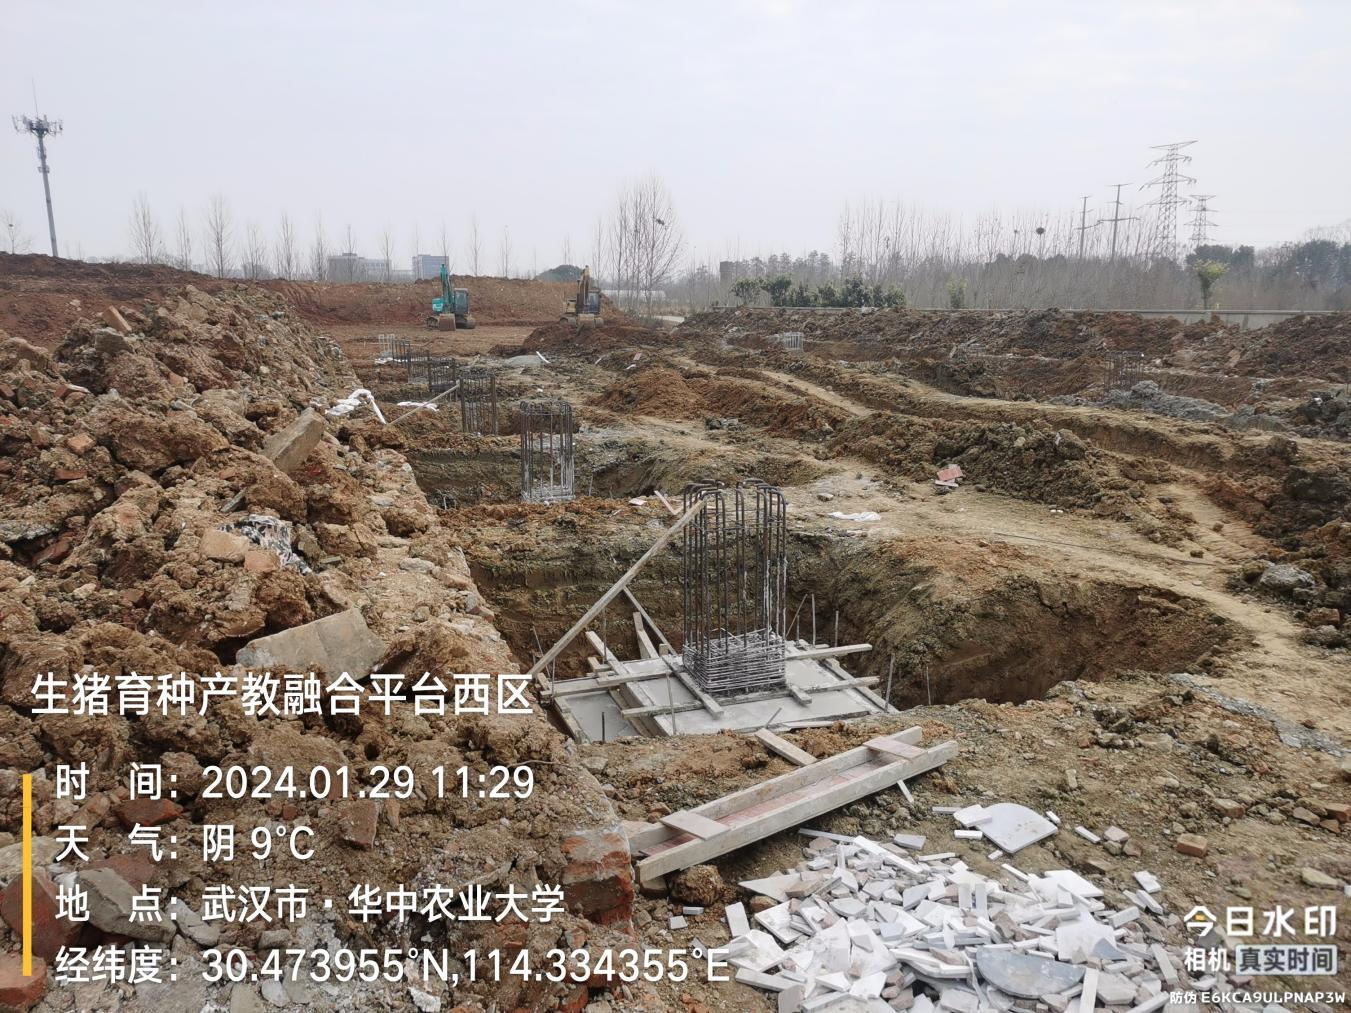 生猪育种产教融合平台西区
时 间：2024.01.29 11:29
天 气：阴 9°C
地 点：武汉市·华中农业大学
经纬度：30.473955°N,114.334355°E
今日水印
相机 真实时间
防伪 E6KCA9ULPNAP3W